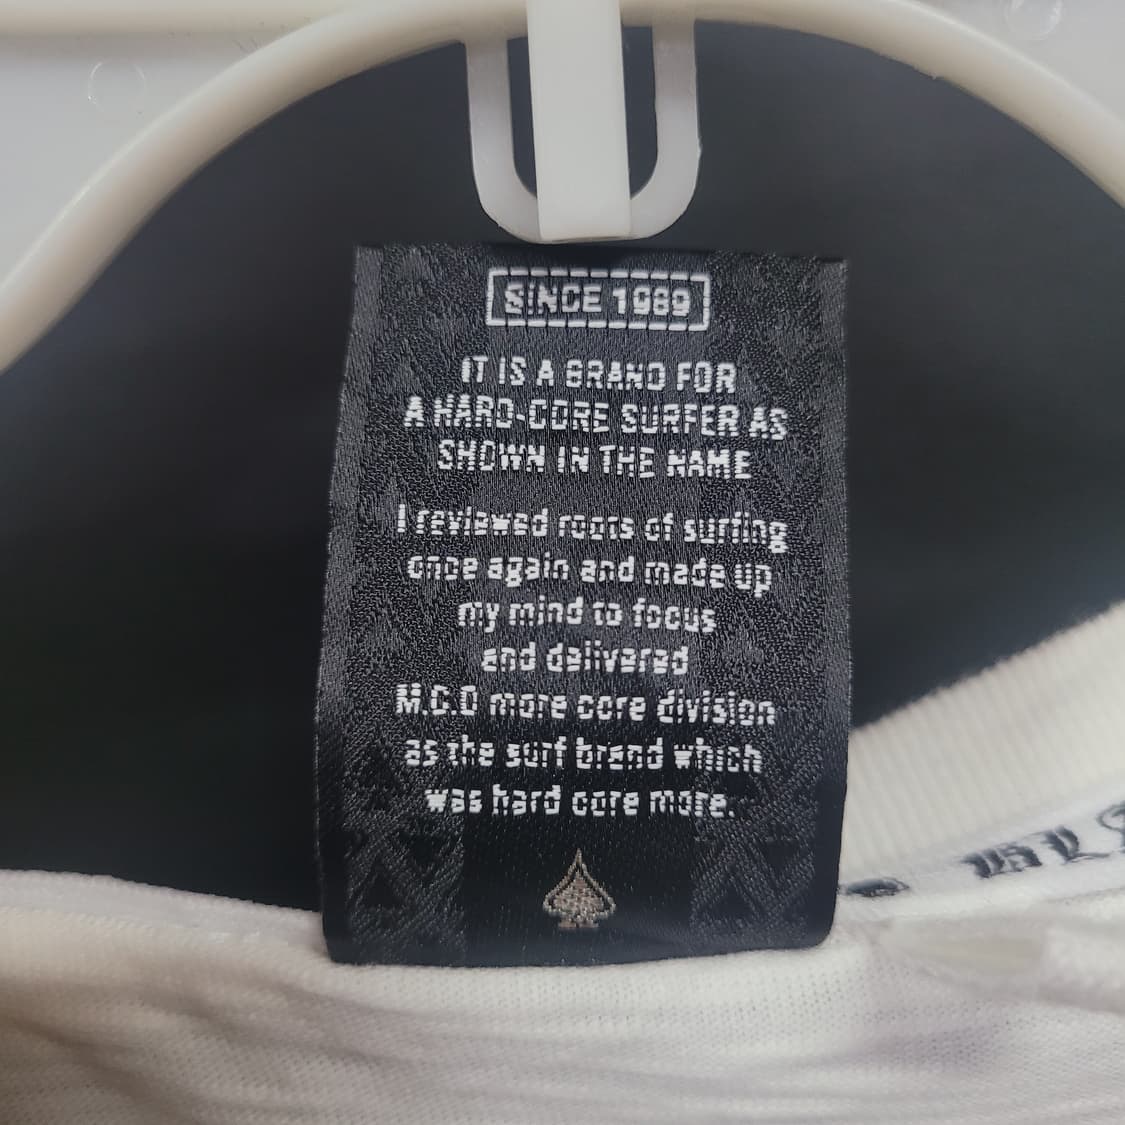 SINCE 1989
IT IS A BRAND FOR
A HARD-CORE SURFER AS
SHOWN IN THE NAME
I reviewed roots of surfing
once again and made up
my mind to focus
and delivered
M.C.D more core division
as the surf brand which
was hard core more.